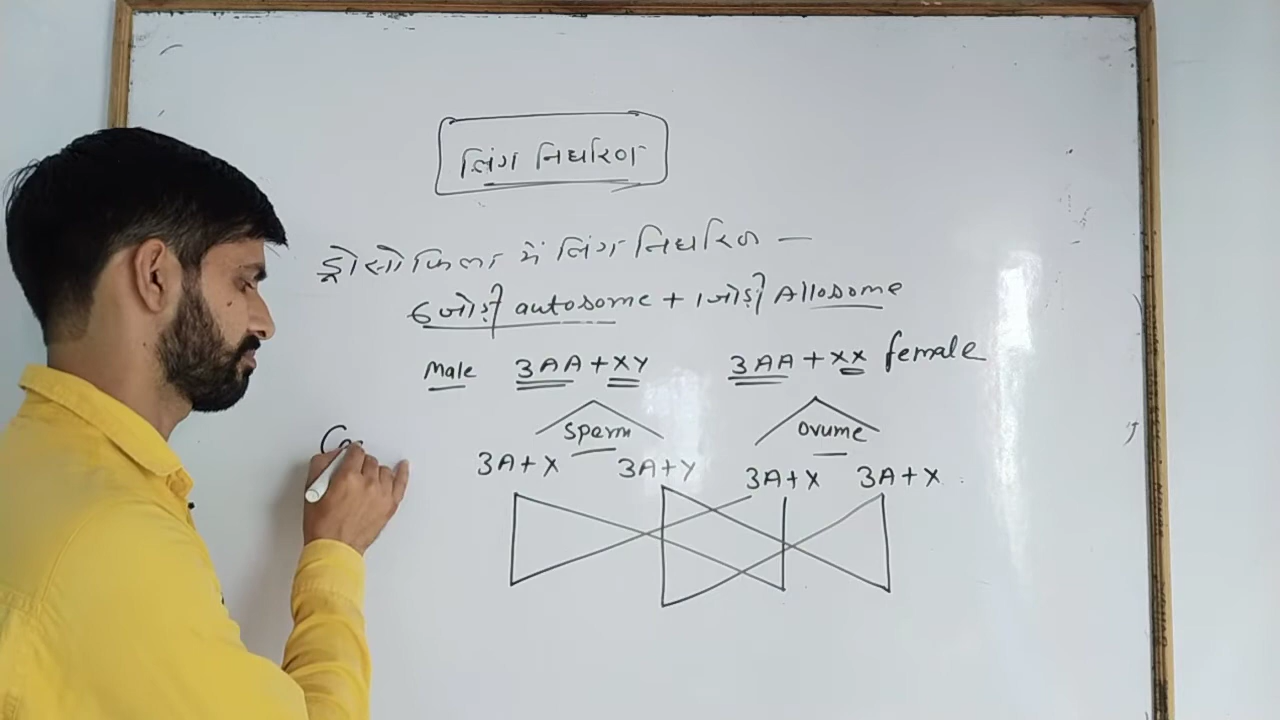 लिंग निर्धारण
ड्रोसोफिला में लिंग निर्धारण —
6 जोड़ी autosome + 1 जोड़ी Allosome
Male 3AA + XY 3AA + XX female
Sperm ovume
3A+X 3A+Y 3A+X 3A+X